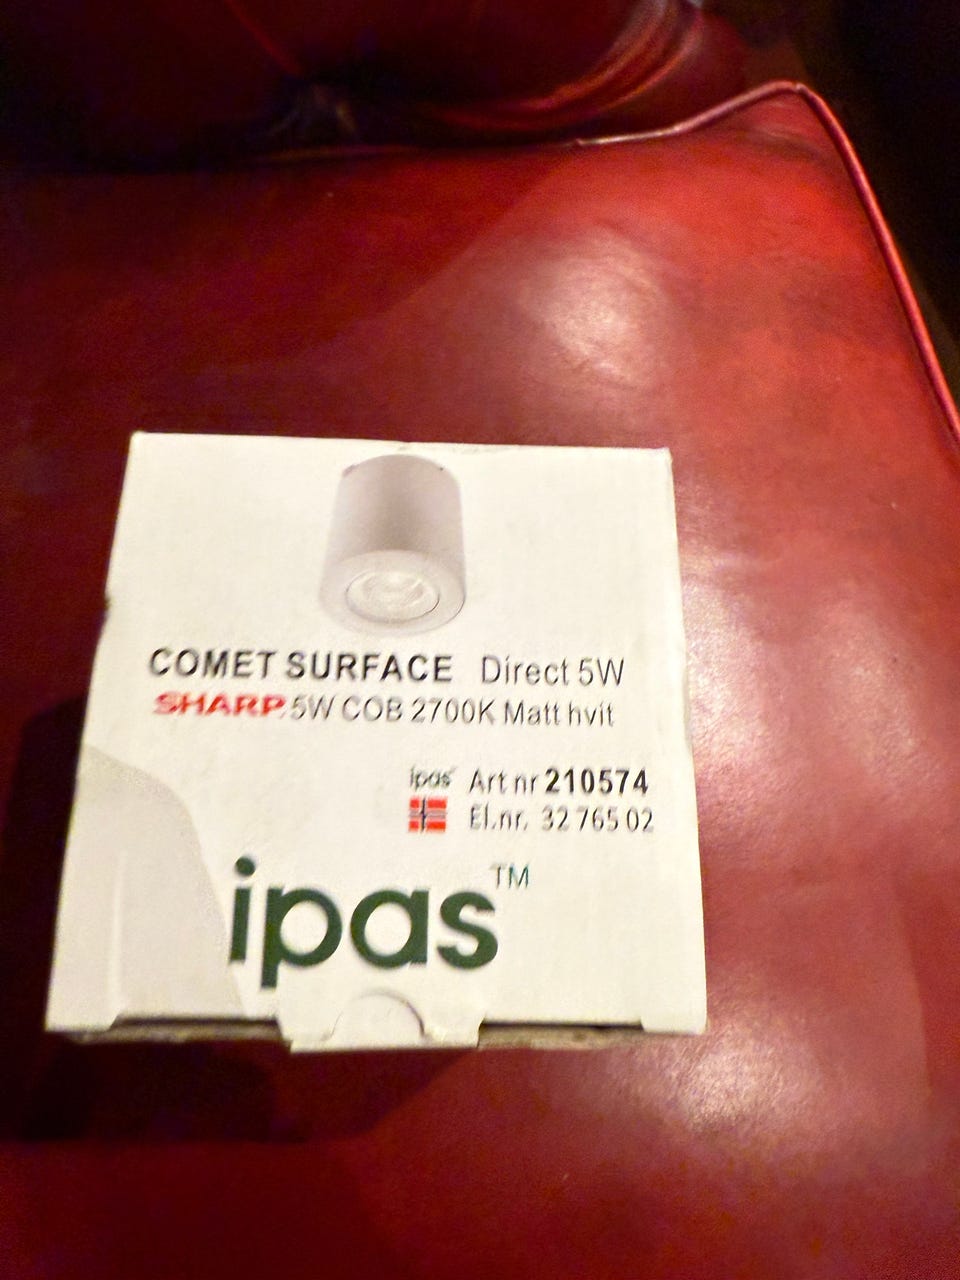 COMET SURFACE Direct 5W
SHARP 5W COB 2700K Matt hvit
ipas Art nr 210574
El.nr. 32 765 02
ipas™